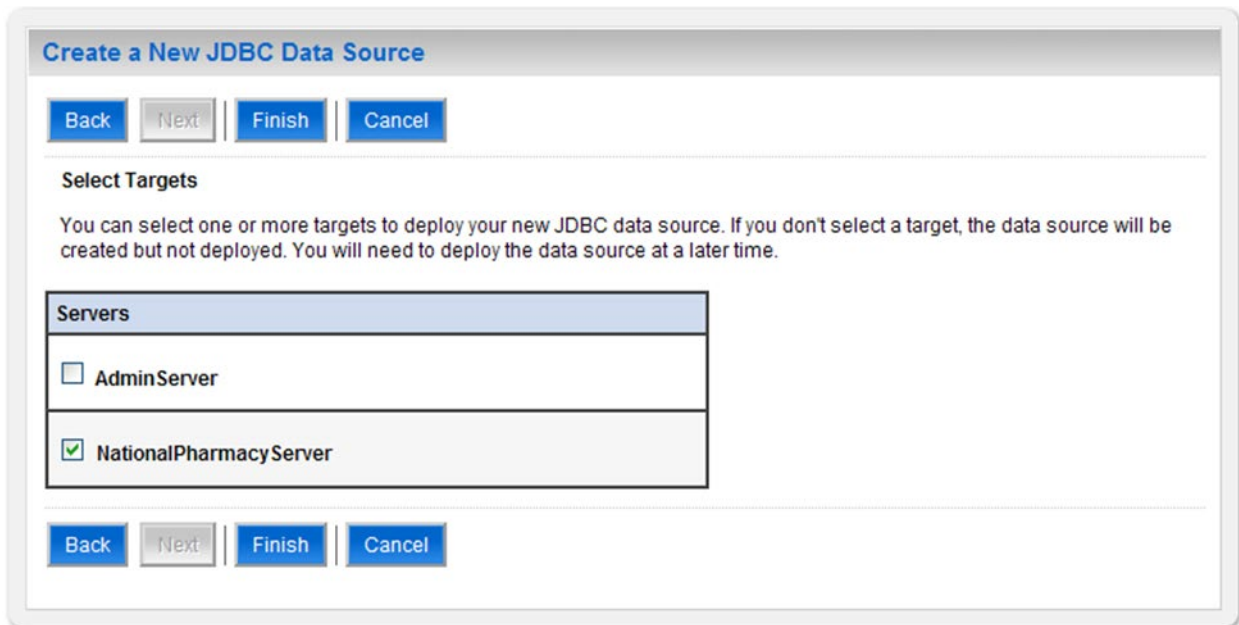 Create a New JDBC Data Source
Back Next Finish Cancel
Select Targets
You can select one or more targets to deploy your new JDBC data source. If you don't select a target, the data source will be
created but not deployed. You will need to deploy the data source at a later time.
Servers
AdminServer
NationalPharmacyServer
Back Next Finish Cancel